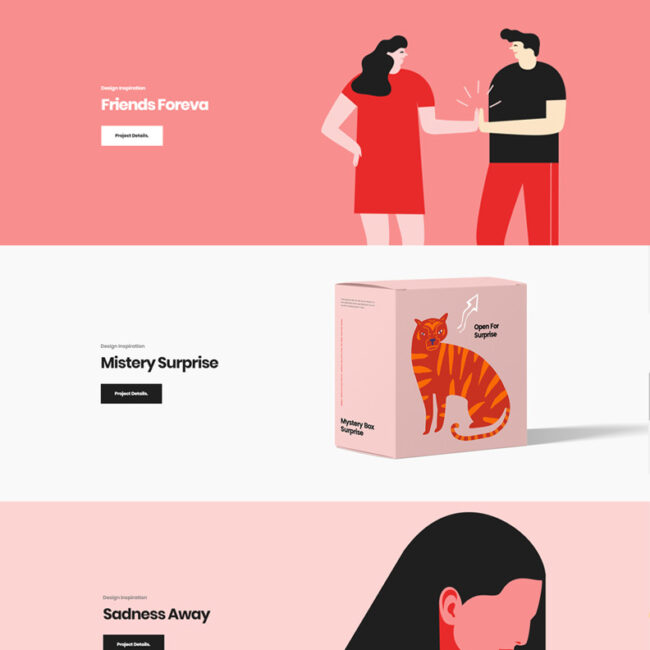 Design Inspiration
Friends Foreva
Project Details.
Design Inspiration
Mistery Surprise
Project Details.
Open For
Surprise
Mystery Box
Surprise
Design Inspiration
Sadness Away
Project Details.